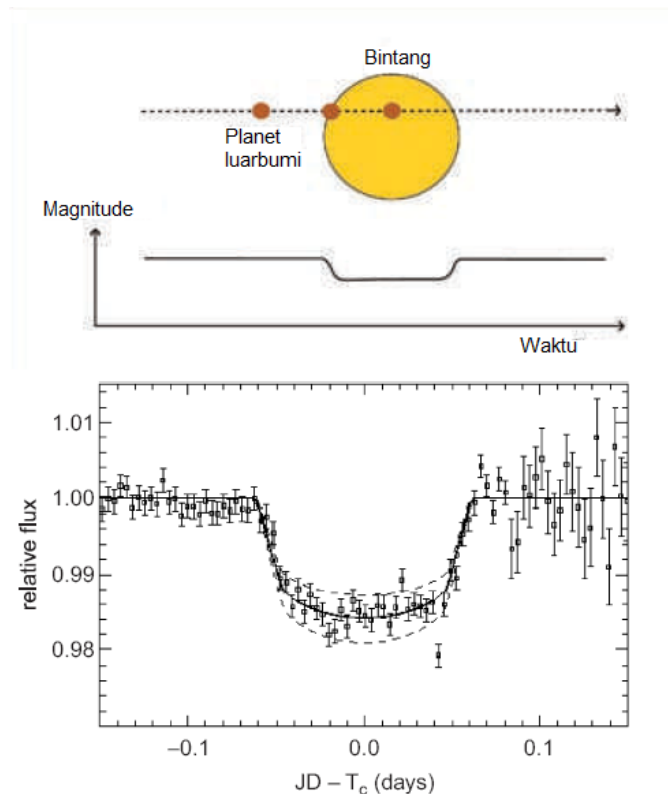 Bintang
Planet
luarbumi
Magnitude
Waktu
1.01
1.00
0.99
0.98
relative flux
−0.1
0.0
0.1
JD − Tc (days)